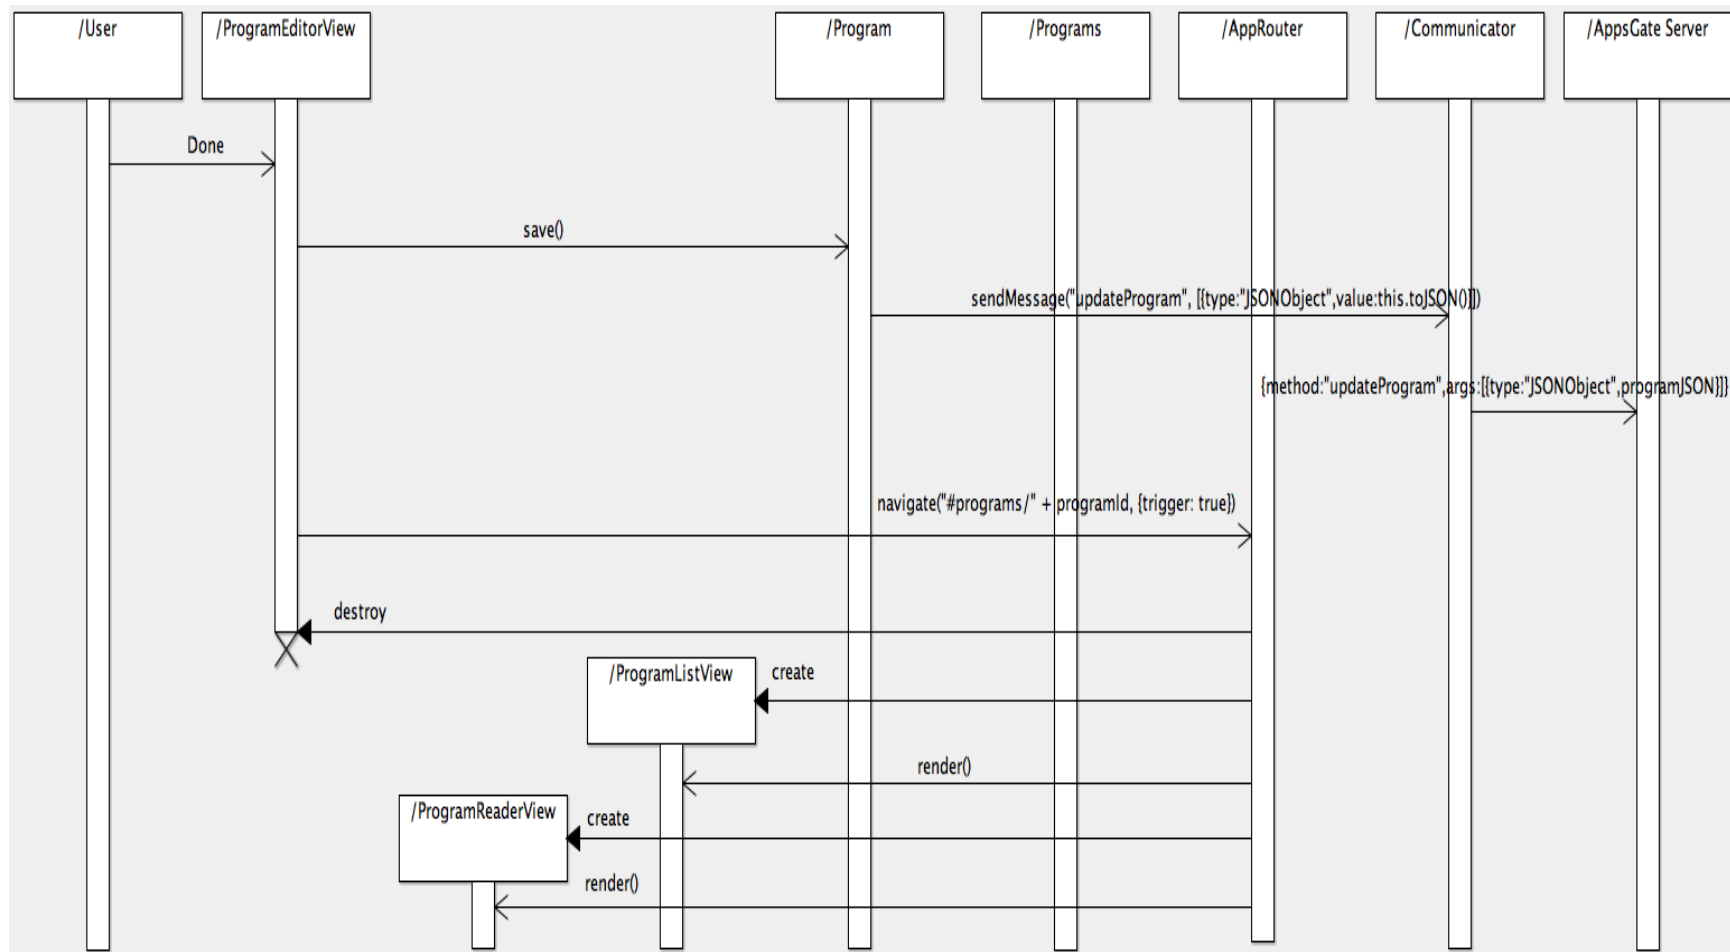 /User
/ProgramEditorView
/Program
/Programs
/AppRouter
/Communicator
/AppsGate Server
Done
save()
sendMessage("updateProgram", [{type:"JSONObject",value:this.toJSON()}])
{method:"updateProgram",args:[{type:"JSONObject",programJSON}]}
navigate("#programs/" + programId, {trigger: true})
destroy
/ProgramListView
create
render()
/ProgramReaderView
create
render()